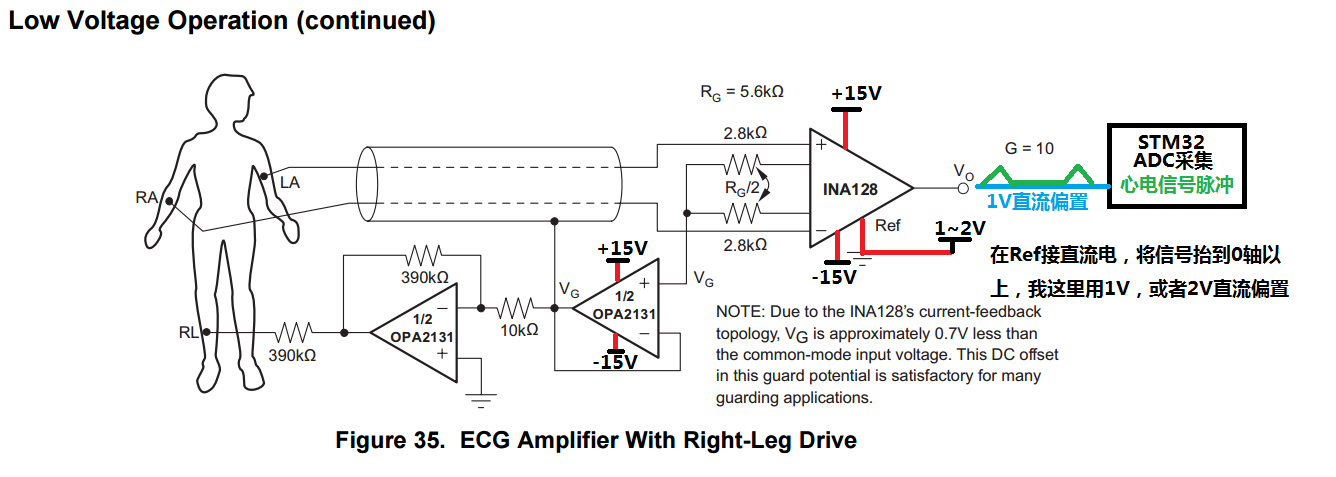 Low Voltage Operation (continued)
RG = 5.6kΩ
+15V
2.8kΩ
STM32
ADC采集
心电信号脉冲
G = 10
VO
1V直流偏置
LA
RA
RG/2
INA128
Ref
1~2V
2.8kΩ
-15V
在Ref接直流电，将信号抬到0轴以
上，我这里用1V，或者2V直流偏置
+15V
390kΩ
VG
VG
1/2
OPA2131
1/2
OPA2131
10kΩ
RL
390kΩ
-15V
NOTE: Due to the INA128's current-feedback
topology, VG is approximately 0.7V less than
the common-mode input voltage. This DC offset
in this guard potential is satisfactory for many
guarding applications.
Figure 35. ECG Amplifier With Right-Leg Drive